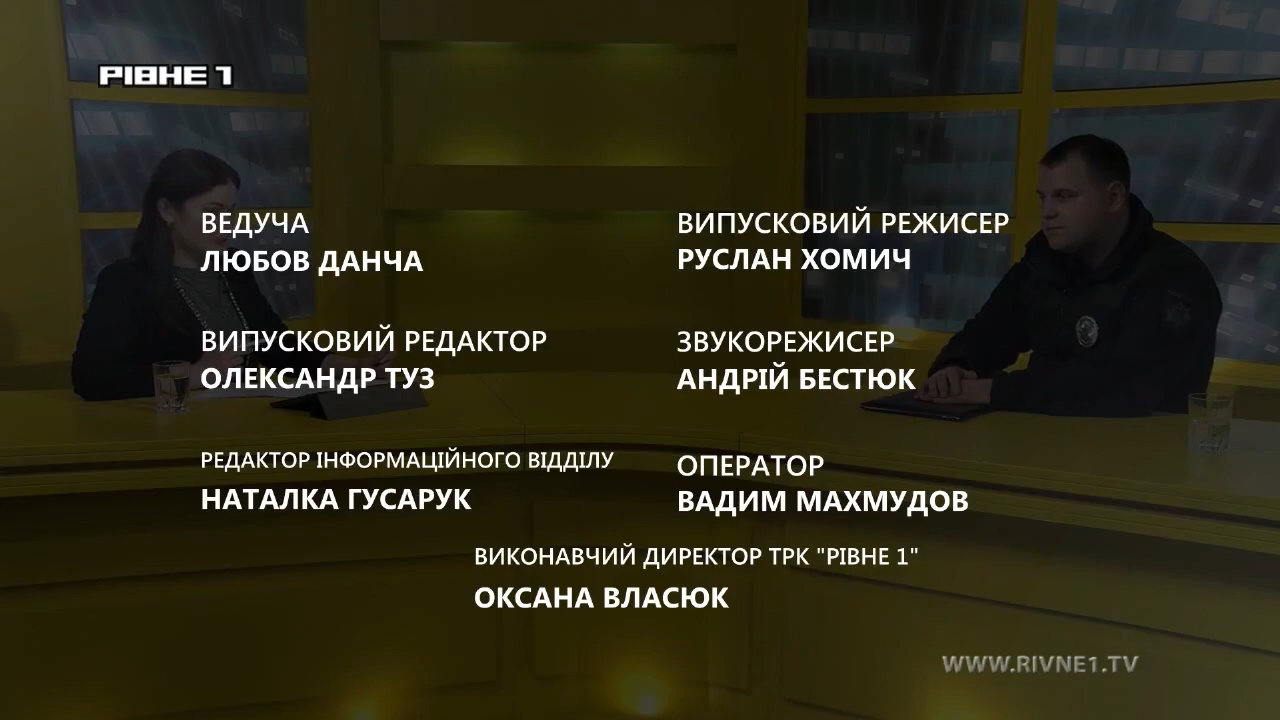 РІВНЕ 1
ВЕДУЧА
ЛЮБОВ ДАНЧА
ВИПУСКОВИЙ РЕЖИСЕР
РУСЛАН ХОМИЧ
ВИПУСКОВИЙ РЕДАКТОР
ОЛЕКСАНДР ТУЗ
ЗВУКОРЕЖИСЕР
АНДРІЙ БЕСТЮК
РЕДАКТОР ІНФОРМАЦІЙНОГО ВІДДІЛУ
НАТАЛКА ГУСАРУК
ОПЕРАТОР
ВАДИМ МАХМУДОВ
ВИКОНАВЧИЙ ДИРЕКТОР ТРК "РІВНЕ 1"
ОКСАНА ВЛАСЮК
WWW.RIVNE1.TV